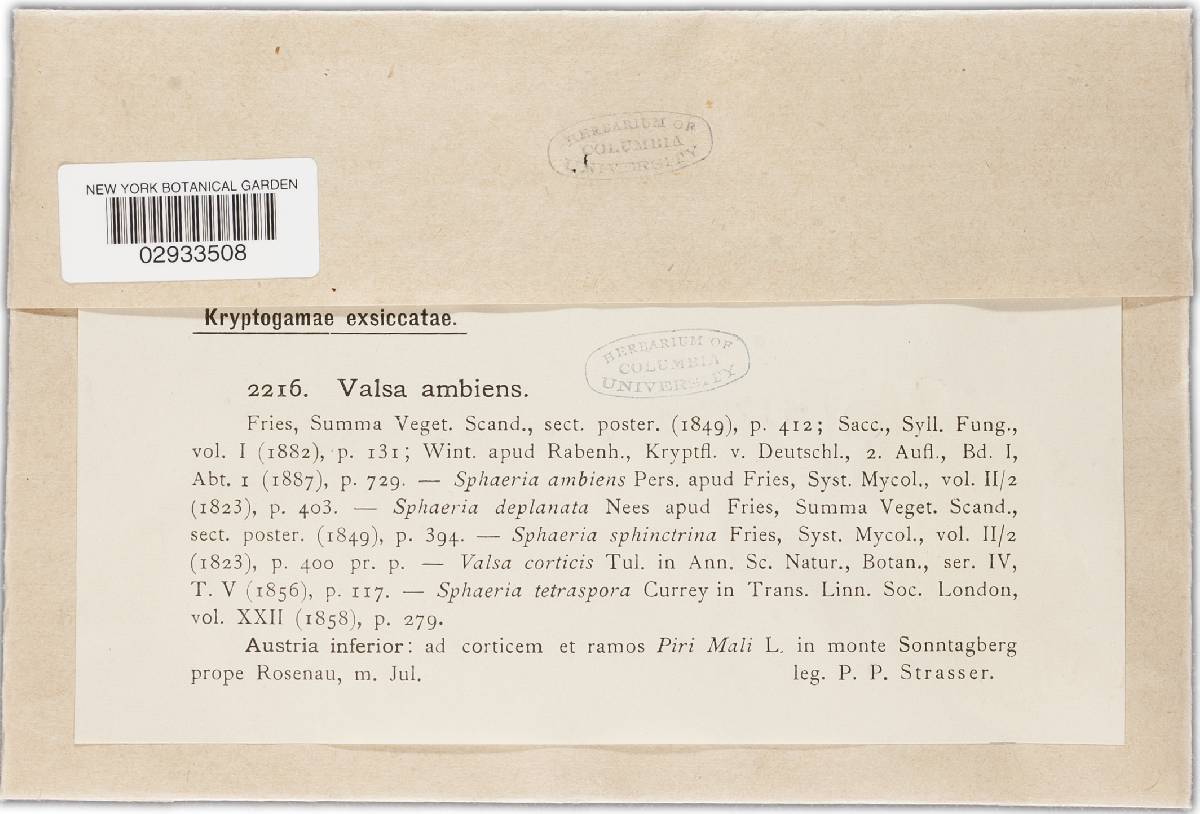 HERBARIUM OF
COLUMBIA
UNIVERSITY
NEW YORK BOTANICAL GARDEN
02933508
Kryptogamae exsiccatae.
HERBARIUM OF
COLUMBIA
UNIVERSITY
2216. Valsa ambiens.
Fries, Summa Veget. Scand., sect. poster. (1849), p. 412; Sacc., Syll. Fung.,
vol. I (1882), p. 131; Wint. apud Rabenh., Kryptfl. v. Deutschl., 2. Aufl., Bd. I,
Abt. 1 (1887), p. 729. — Sphaeria ambiens Pers. apud Fries, Syst. Mycol., vol. II/2
(1823), p. 403. — Sphaeria deplanata Nees apud Fries, Summa Veget. Scand.,
sect. poster. (1849), p. 394. — Sphaeria sphinctrina Fries, Syst. Mycol., vol. II/2
(1823), p. 400 pr. p. — Valsa corticis Tul. in Ann. Sc. Natur., Botan., ser. IV,
T. V (1856), p. 117. — Sphaeria tetraspora Currey in Trans. Linn. Soc. London,
vol. XXII (1858), p. 279.
Austria inferior: ad corticem et ramos Piri Mali L. in monte Sonntagberg
prope Rosenau, m. Jul. leg. P. P. Strasser.